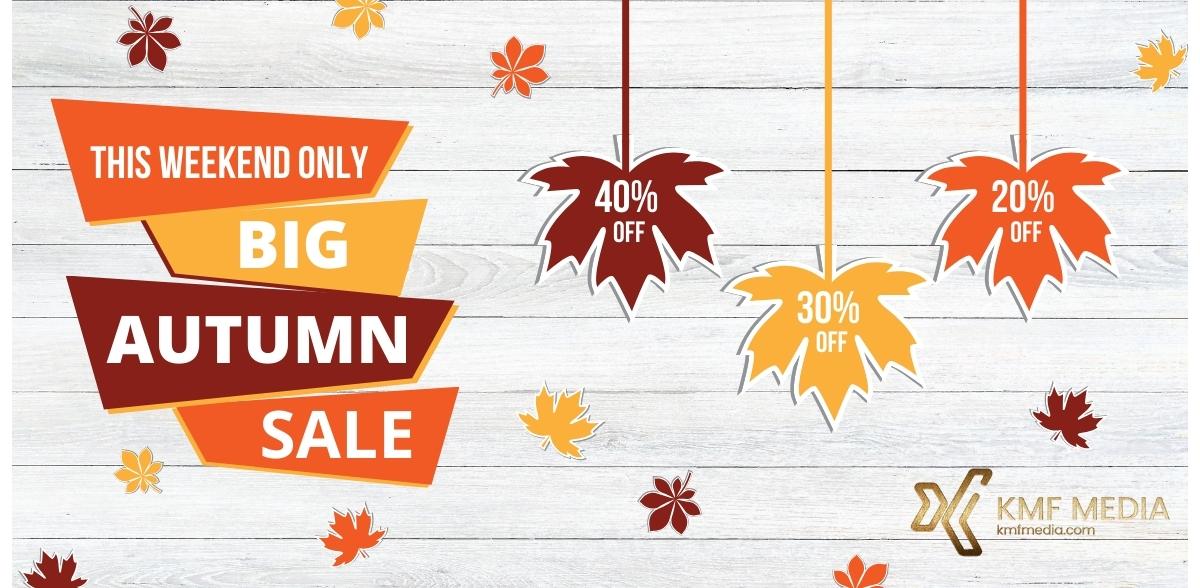 THIS WEEKEND ONLY
BIG
AUTUMN
SALE
40%
OFF
30%
OFF
20%
OFF
KMF MEDIA
kmfmedia.com